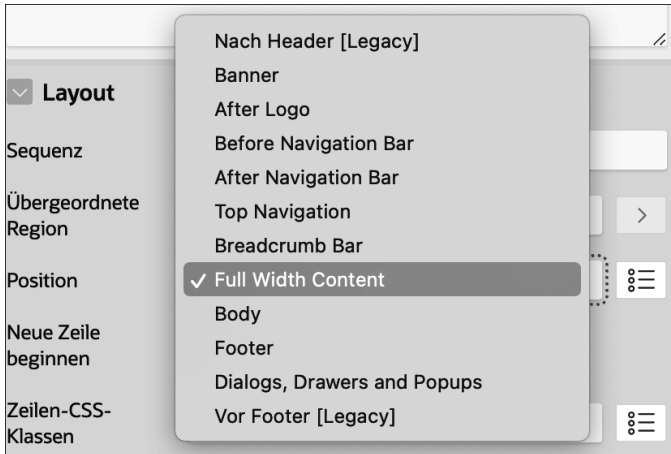 Nach Header [Legacy]
Banner
Layout
After Logo
Sequenz
Before Navigation Bar
After Navigation Bar
Übergeordnete
Region
Top Navigation
Breadcrumb Bar
Position
Full Width Content
Body
Neue Zeile
beginnen
Footer
Dialogs, Drawers and Popups
Zeilen-CSS-
Klassen
Vor Footer [Legacy]